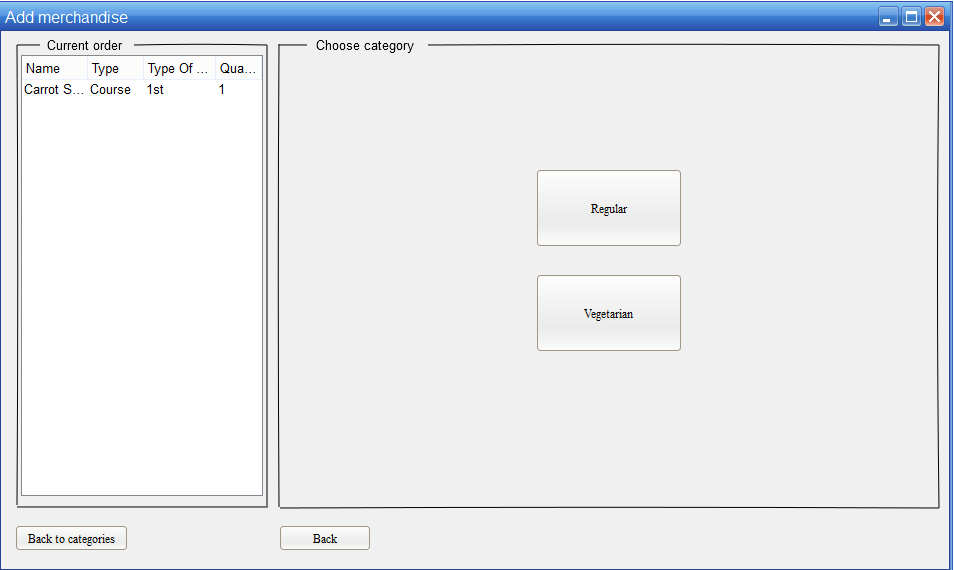 Add merchandise
Current order
Name Type Type Of ... Qua...
Carrot S... Course 1st 1
Choose category
Regular
Vegetarian
Back to categories
Back